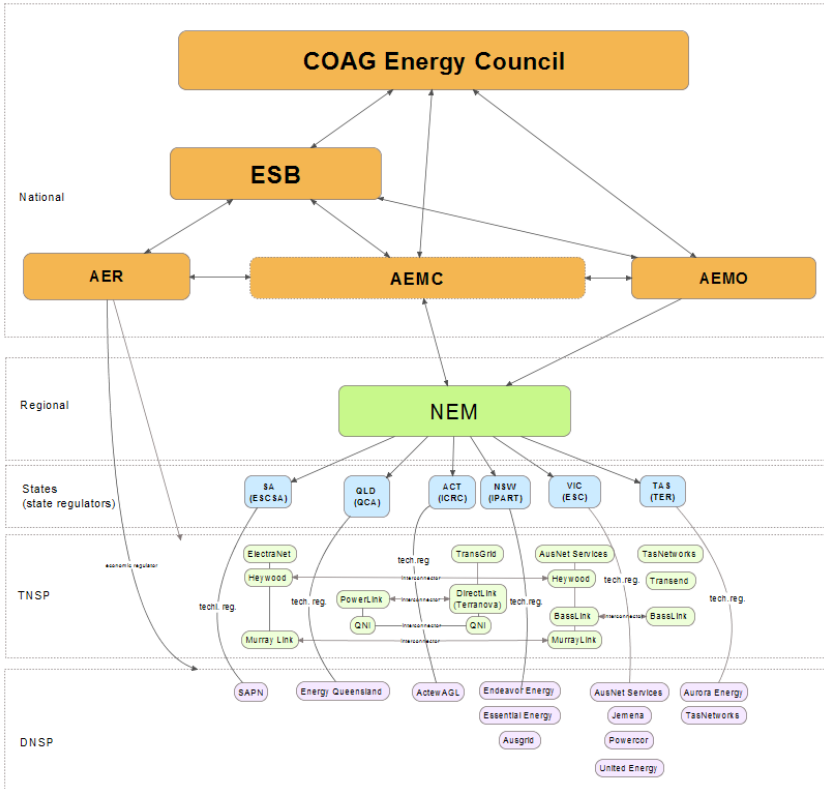 COAG Energy Council
ESB
National
AER
AEMC
AEMO
Regional
NEM
States
(state regulators)
SA
(ESCSA)
QLD
(QCA)
ACT
(ICRC)
NSW
(IPART)
VIC
(ESC)
TAS
(TER)
TNSP
economic regulator
ElectraNet
Heywood
Murray Link
techl. reg.
tech. reg.
PowerLink
QNI
tech.reg
interconnector
interconnector
interconnector
TransGrid
DirectLink
(Terranova)
QNI
tech.reg.
AusNet Services
Heywood
BassLink
MurrayLink
tech.reg.
interconnector
TasNetworks
Transend
BassLink
tech.reg.
DNSP
SAPN
Energy Queensland
ActewAGL
Endeavor Energy
Essential Energy
Ausgrid
AusNet Services
Jemena
Powercor
United Energy
Aurora Energy
TasNetworks